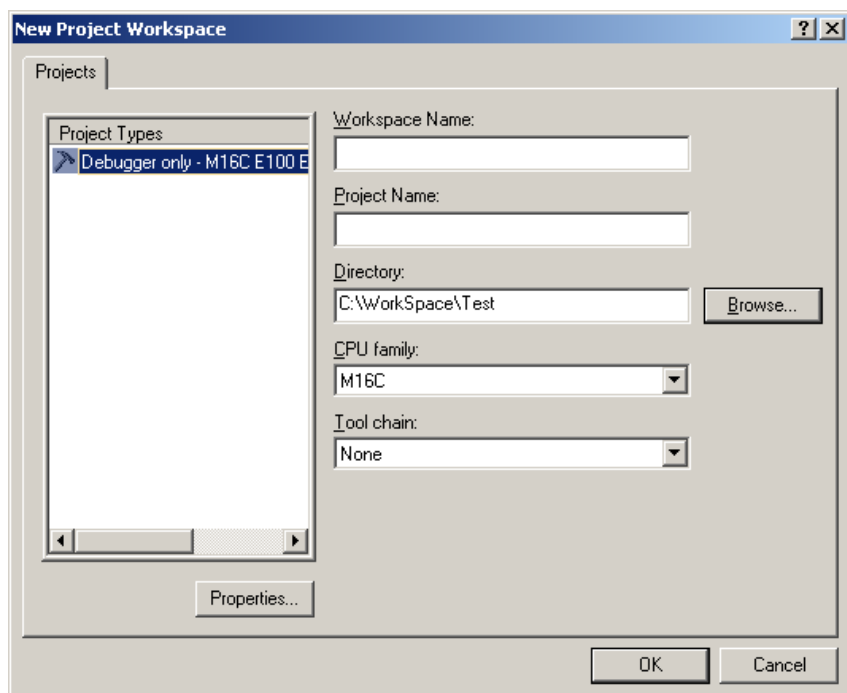 New Project Workspace
Projects
Project Types
Debugger only - M16C E100 E
Workspace Name:
Project Name:
Directory:
C:\WorkSpace\Test
Browse...
CPU family:
M16C
Tool chain:
None
Properties...
OK
Cancel